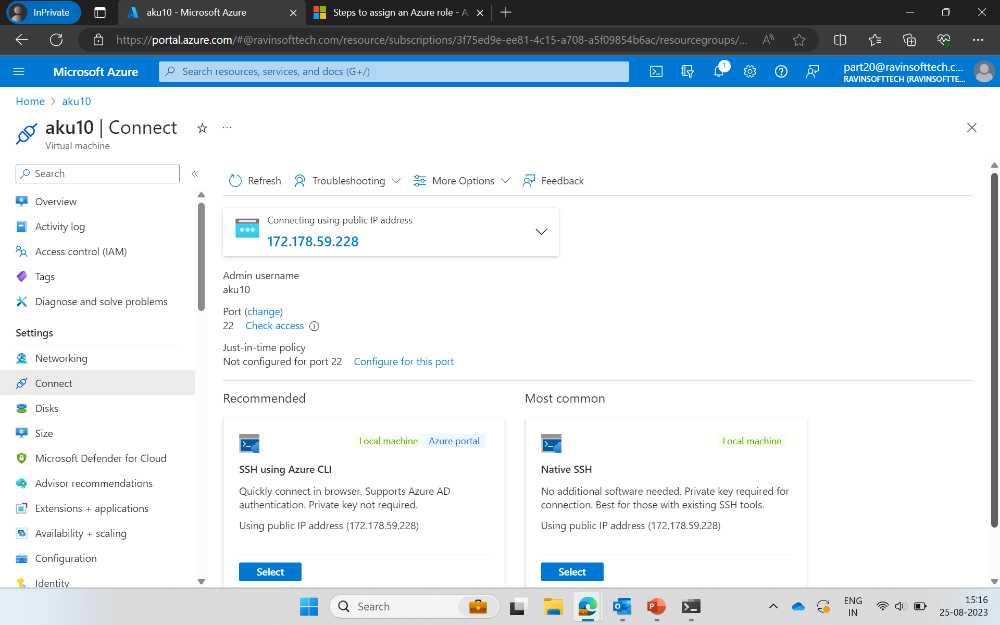 InPrivate
aku10 - Microsoft Azure
Steps to assign an Azure role - A
https://portal.azure.com/#@ravinsofttech.com/resource/subscriptions/3f75ed9e-ee81-4c15-a708-a5f09854b6ac/resourcegroups/...
Microsoft Azure
Search resources, services, and docs (G+/)
1
part20@ravinsofttech.c...
RAVINSOFTTECH (RAVINSOFTTE...
Home > aku10
aku10 | Connect
Virtual machine
Search
Overview
Activity log
Access control (IAM)
Tags
Diagnose and solve problems
Settings
Networking
Connect
Disks
Size
Microsoft Defender for Cloud
Advisor recommendations
Extensions + applications
Availability + scaling
Configuration
Identity
Refresh
Troubleshooting
More Options
Feedback
Connecting using public IP address
172.178.59.228
Admin username
aku10
Port (change)
22 Check access
Just-in-time policy
Not configured for port 22 Configure for this port
Recommended
Local machine Azure portal
SSH using Azure CLI
Quickly connect in browser. Supports Azure AD
authentication. Private key not required.
Using public IP address (172.178.59.228)
Select
Most common
Local machine
Native SSH
No additional software needed. Private key required for
connection. Best for those with existing SSH tools.
Using public IP address (172.178.59.228)
Select
Search
ENG
IN
15:16
25-08-2023